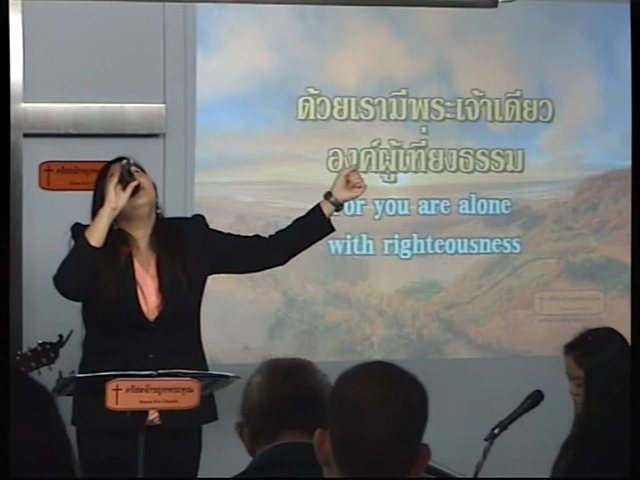 ด้วยเรามีพระเจ้าเดียว
องค์ผู้เที่ยงธรรม
or you are alone
with righteousness